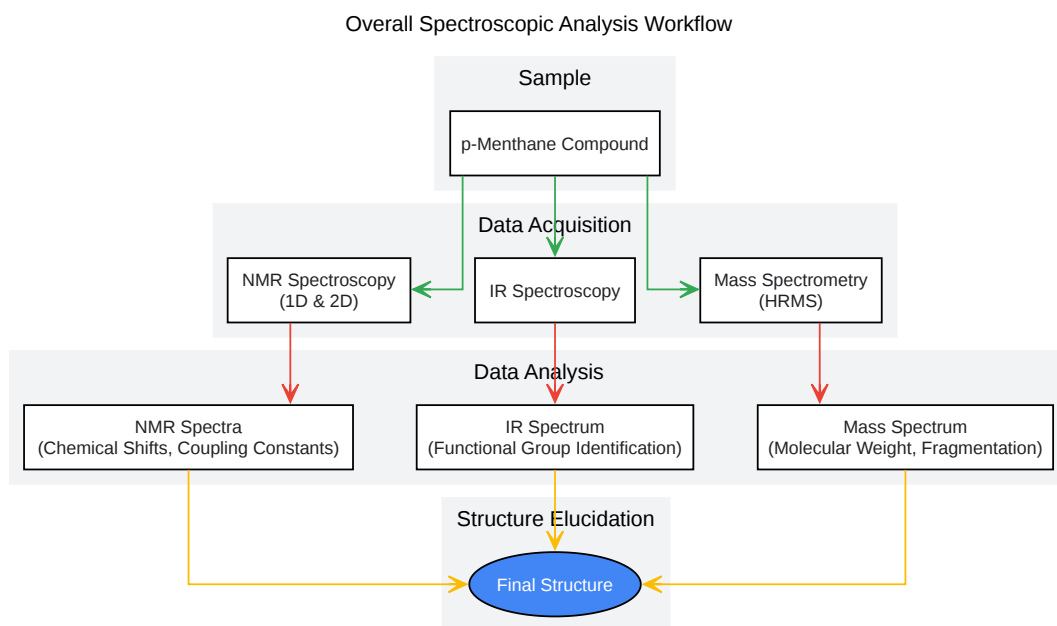 Overall Spectroscopic Analysis Workflow
Sample
p-Menthane Compound
Data Acquisition
NMR Spectroscopy
(1D & 2D)
IR Spectroscopy
Mass Spectrometry
(HRMS)
Data Analysis
NMR Spectra
(Chemical Shifts, Coupling Constants)
IR Spectrum
(Functional Group Identification)
Mass Spectrum
(Molecular Weight, Fragmentation)
Structure Elucidation
Final Structure